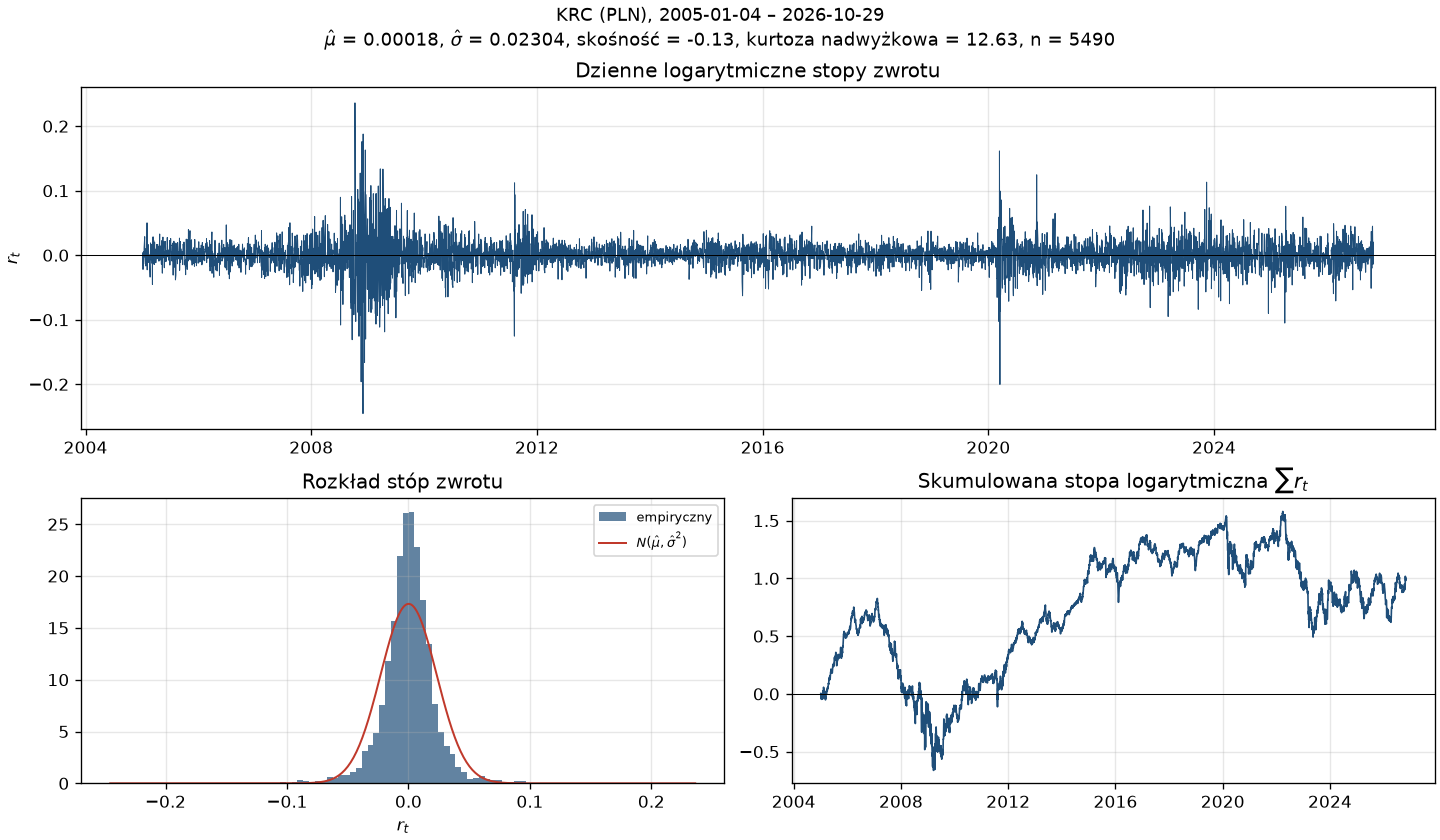 KRC (PLN), 2005-01-04 – 2026-10-29
μ̂ = 0.00018, σ̂ = 0.02304, skośność = -0.13, kurtoza nadwyżkowa = 12.63, n = 5490
Dzienne logarytmiczne stopy zwrotu
0.2
0.1
0.0
−0.1
−0.2
r_t
2004 2008 2012 2016 2020 2024
Rozkład stóp zwrotu
empiryczny
N(μ̂, σ̂²)
25
20
15
10
5
0
−0.2 −0.1 0.0 0.1 0.2
r_t
Skumulowana stopa logarytmiczna ∑r_t
1.5
1.0
0.5
0.0
−0.5
2004 2008 2012 2016 2020 2024